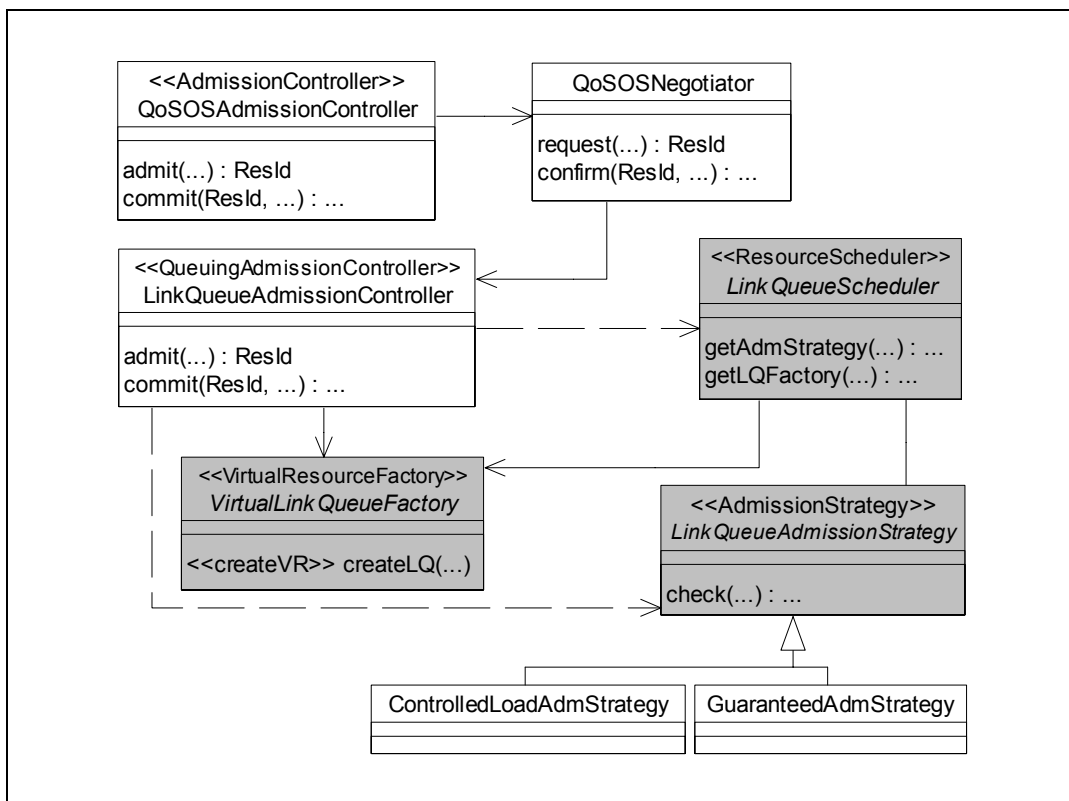 <<AdmissionController>>
QoSOSAdmissionController
admit(...) : ResId
commit(ResId, ...) : ...
QoSOSNegotiator
request(...) : ResId
confirm(ResId, ...) : ...
<<QueuingAdmissionController>>
LinkQueueAdmissionController
admit(...) : ResId
commit(ResId, ...) : ...
<<ResourceScheduler>>
LinkQueueScheduler
getAdmStrategy(...) : ...
getLQFactory(...) : ...
<<VirtualResourceFactory>>
VirtualLinkQueueFactory
<<createVR>> createLQ(...)
<<AdmissionStrategy>>
LinkQueueAdmissionStrategy
check(...) : ...
ControlledLoadAdmStrategy
GuaranteedAdmStrategy